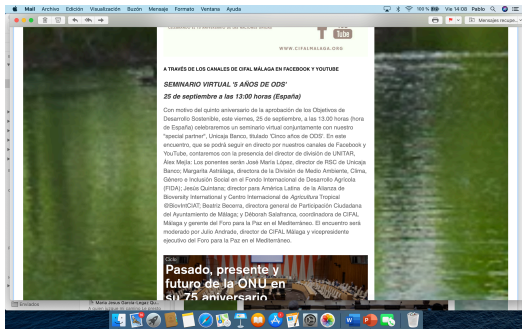 Mail Archivo Edición Visualización Buzón Mensaje Formato Ventana Ayuda
Vie 14:08 Pablo
Mensajes recupe...
Tube
WWW.CIFALMALAGA.ORG
A TRAVÉS DE LOS CANALES DE CIFAL MÁLAGA EN FACEBOOK Y YOUTUBE
SEMINARIO VIRTUAL '5 AÑOS DE ODS'
25 de septiembre a las 13:00 horas (España)
Con motivo del quinto aniversario de la aprobación de los Objetivos de
Desarrollo Sostenible, este viernes, 25 de septiembre, a las 13.00 horas (hora
de España) celebraremos un seminario virtual conjuntamente con nuestro
"special partner", Unicaja Banco, titulado 'Cinco años de ODS'. En este
encuentro, que se podrá seguir en directo por nuestros canales de Facebook y
YouTube, contaremos con la presencia del director de división de UNITAR,
Álex Mejía: Los ponentes serán José María López, director de RSC de Unicaja
Banco: Margarita Astrálaga, directora de la División de Medio Ambiente, Clima,
Género e Inclusión Social en el Fondo Internacional de Desarrollo Agrícola
(FIDA); Jesús Quintana; director para América Latina de la Alianza de
Bioversity International y Centro Internacional de Agricultura Tropical
@BiovIntCIAT; Beatriz Becerra, directora general de Participación Ciudadana
del Ayuntamiento de Málaga; y Déborah Salafranca, coordinadora de CIFAL
Málaga y gerente del Foro para la Paz en el Mediterráneo. El encuentro será
moderado por Julio Andrade, director de CIFAL Málaga y vicepresidente
ejecutivo del Foro para la Paz en el Mediterráneo.
Ciclo
Pasado, presente y
futuro de la ONU en
su 75 aniversario
Enviados